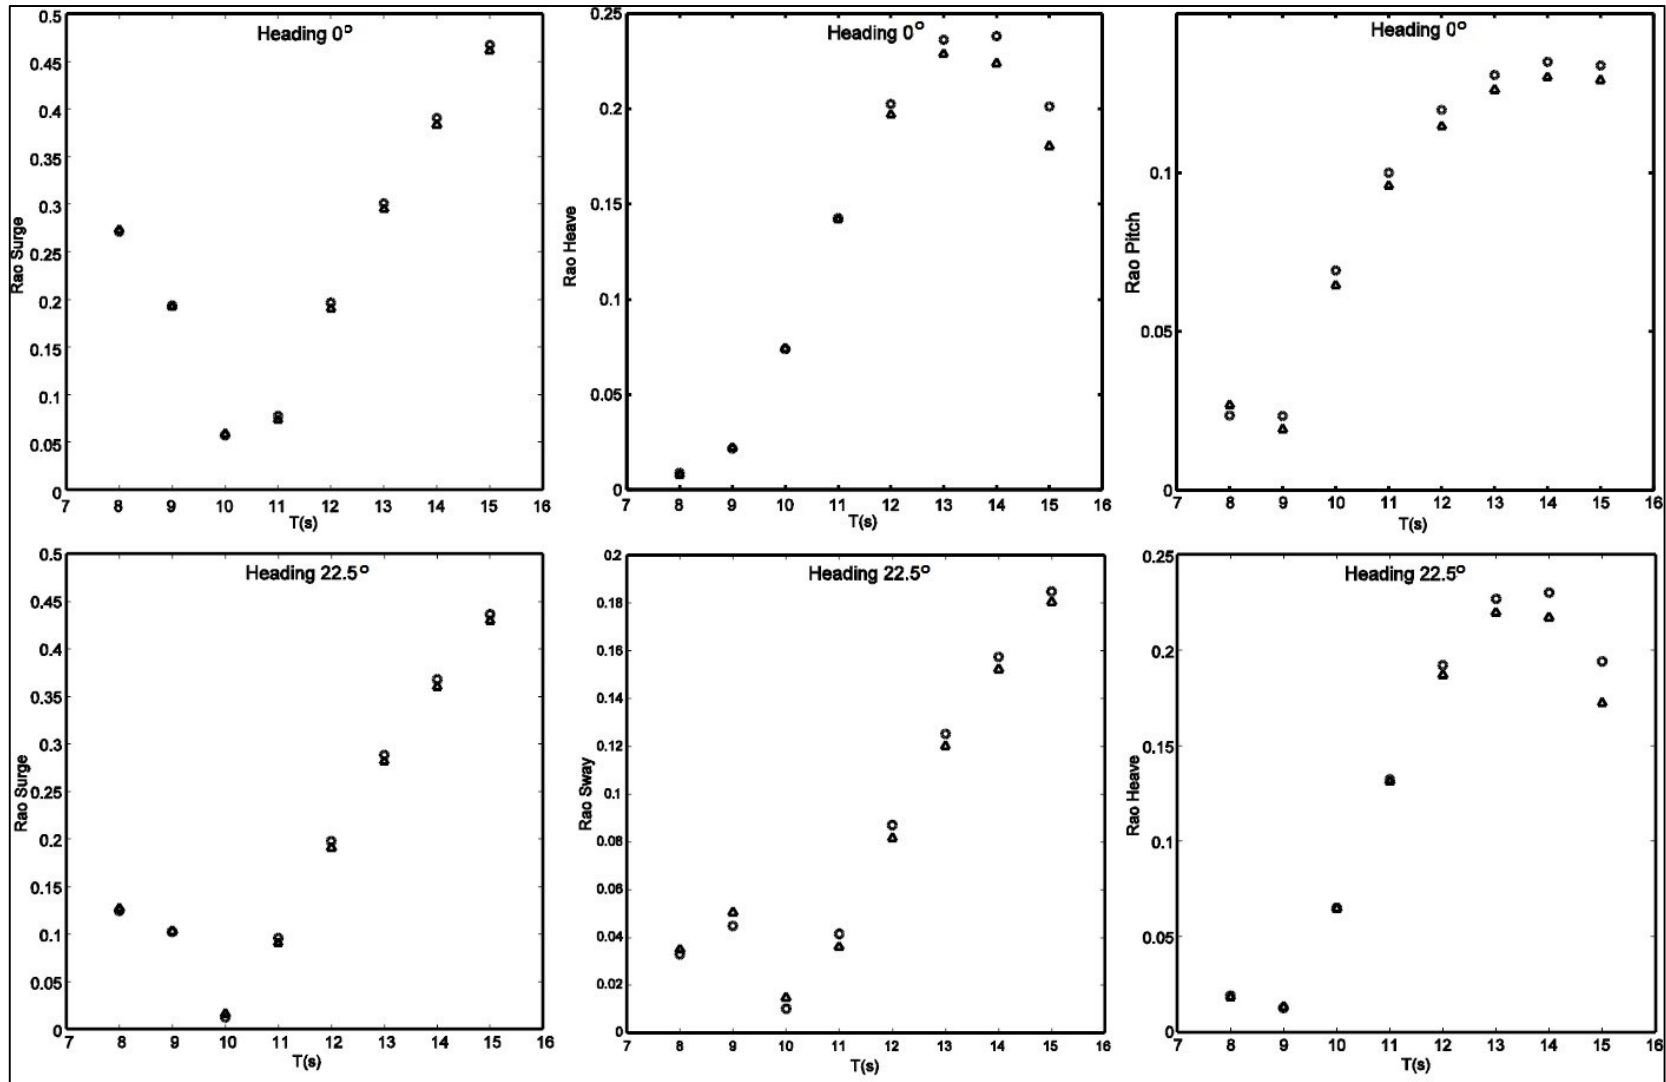 Heading 0°
Rao Surge
0.5
0.45
0.4
0.35
0.3
0.25
0.2
0.15
0.1
0.05
0
7 8 9 10 11 12 13 14 15 16
T(s)
Heading 0°
Rao Heave
0.25
0.2
0.15
0.1
0.05
0
7 8 9 10 11 12 13 14 15 16
T(s)
Heading 0°
Rao Pitch
0.1
0.05
0
7 8 9 10 11 12 13 14 15 16
T(s)
Heading 22.5°
Rao Surge
0.5
0.45
0.4
0.35
0.3
0.25
0.2
0.15
0.1
0.05
0
7 8 9 10 11 12 13 14 15 16
T(s)
Heading 22.5°
Rao Sway
0.2
0.18
0.16
0.14
0.12
0.1
0.08
0.06
0.04
0.02
0
7 8 9 10 11 12 13 14 15 16
T(s)
Heading 22.5°
Rao Heave
0.25
0.2
0.15
0.1
0.05
0
7 8 9 10 11 12 13 14 15 16
T(s)